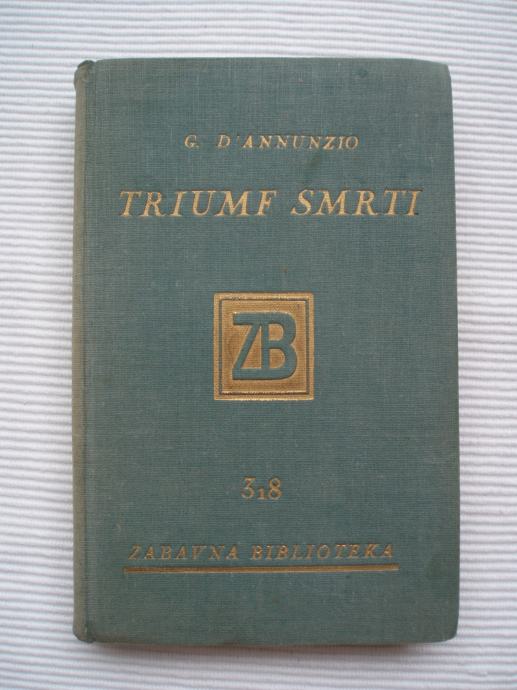 G. D'ANNUNZIO
TRIUMF SMRTI
ZB
318
ZABAVNA BIBLIOTEKA